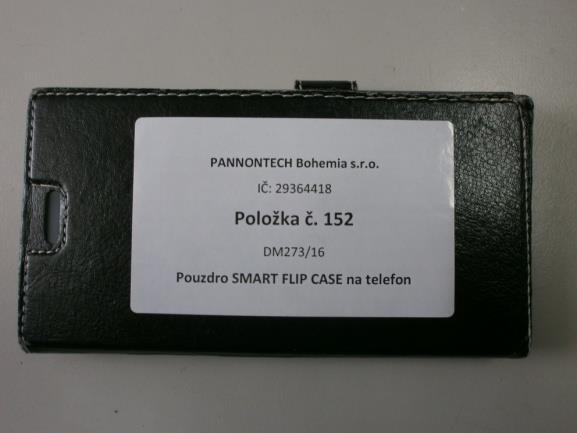 PANNONTECH Bohemia s.r.o.
IČ: 29364418
Položka č. 152
DM273/16
Pouzdro SMART FLIP CASE na telefon